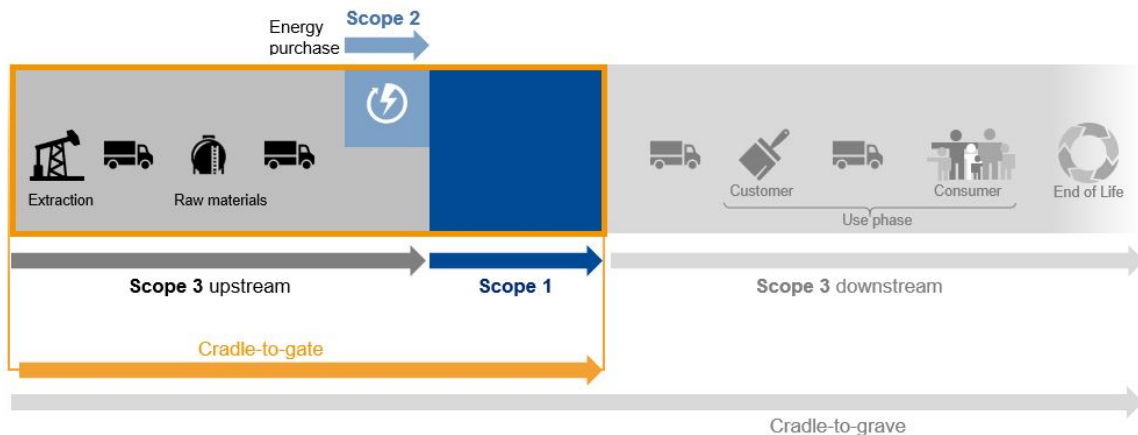 Scope 2
Energy
purchase
Extraction
Raw materials
Customer
Consumer
End of Life
Use phase
Scope 3 upstream
Scope 1
Scope 3 downstream
Cradle-to-gate
Cradle-to-grave